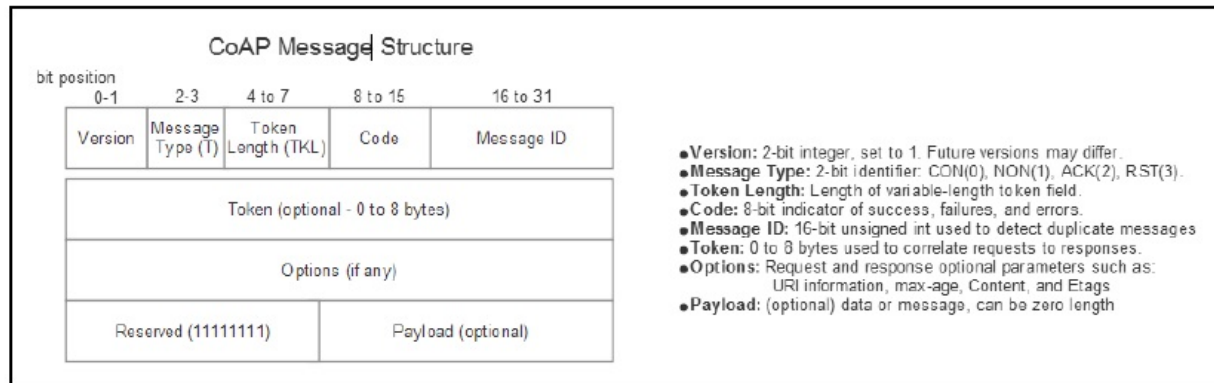 CoAP Message Structure
bit position
0-1 2-3 4 to 7 8 to 15 16 to 31
Version Message Type (T) Token Length (TKL) Code Message ID
Token (optional - 0 to 8 bytes)
Options (if any)
Reserved (11111111) Payload (optional)
●Version: 2-bit integer, set to 1. Future versions may differ.
●Message Type: 2-bit identifier: CON(0), NON(1), ACK(2), RST(3).
●Token Length: Length of variable-length token field.
●Code: 8-bit indicator of success, failures, and errors.
●Message ID: 16-bit unsigned int used to detect duplicate messages
●Token: 0 to 8 bytes used to correlate requests to responses.
●Options: Request and response optional parameters such as:
URI information, max-age, Content, and Etags
●Payload: (optional) data or message, can be zero length